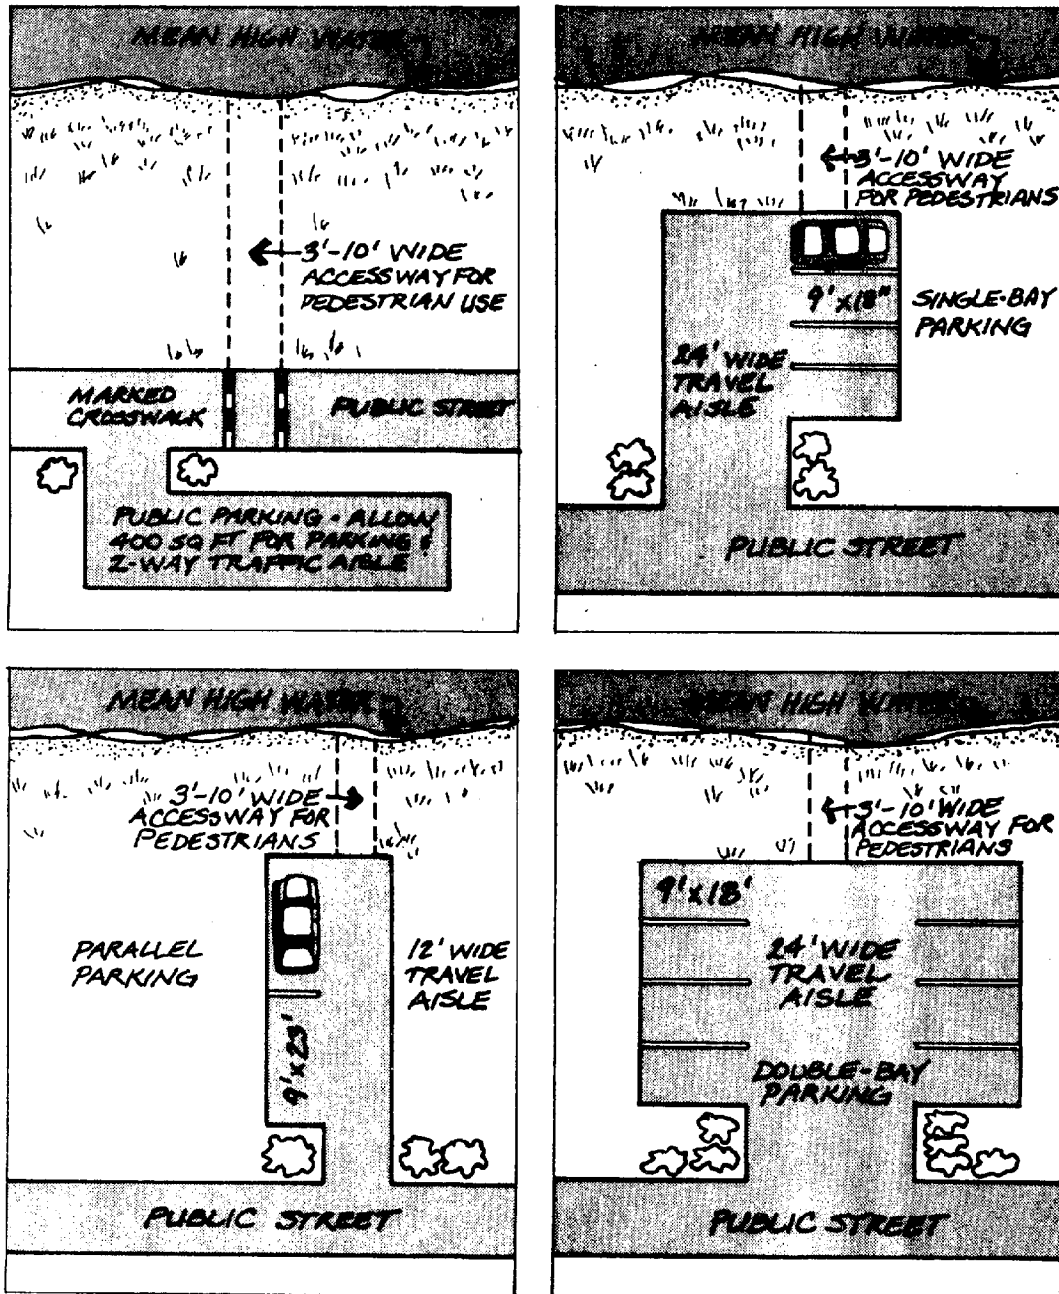 MEAN HIGH WATER
3'-10' WIDE
ACCESSWAY FOR
PEDESTRIAN USE
MARKED
CROSSWALK
PUBLIC STREET
PUBLIC PARKING - ALLOW
400 SQ FT FOR PARKING &
2-WAY TRAFFIC AISLE
MEAN HIGH WATER
3'-10' WIDE
ACCESSWAY
FOR PEDESTRIANS
9'x18"
SINGLE-BAY
PARKING
24' WIDE
TRAVEL
AISLE
PUBLIC STREET
MEAN HIGH WATER
3'-10' WIDE
ACCESSWAY FOR
PEDESTRIANS
PARALLEL
PARKING
12' WIDE
TRAVEL
AISLE
9'x23'
PUBLIC STREET
MEAN HIGH WATER
3'-10' WIDE
ACCESSWAY FOR
PEDESTRIANS
9'x18'
24' WIDE
TRAVEL
AISLE
DOUBLE-BAY
PARKING
PUBLIC STREET